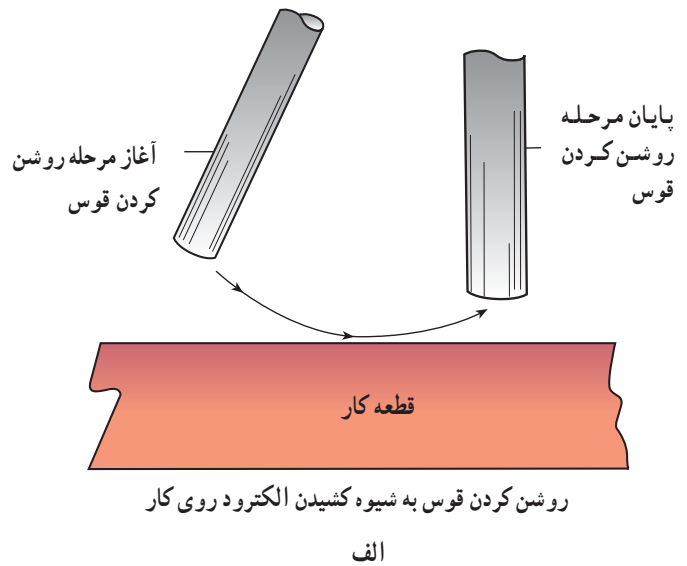 پایان مرحله
روشن کردن
قوس
آغاز مرحله روشن
کردن قوس
قطعه کار
روشن کردن قوس به شیوه کشیدن الکترود روی کار
الف